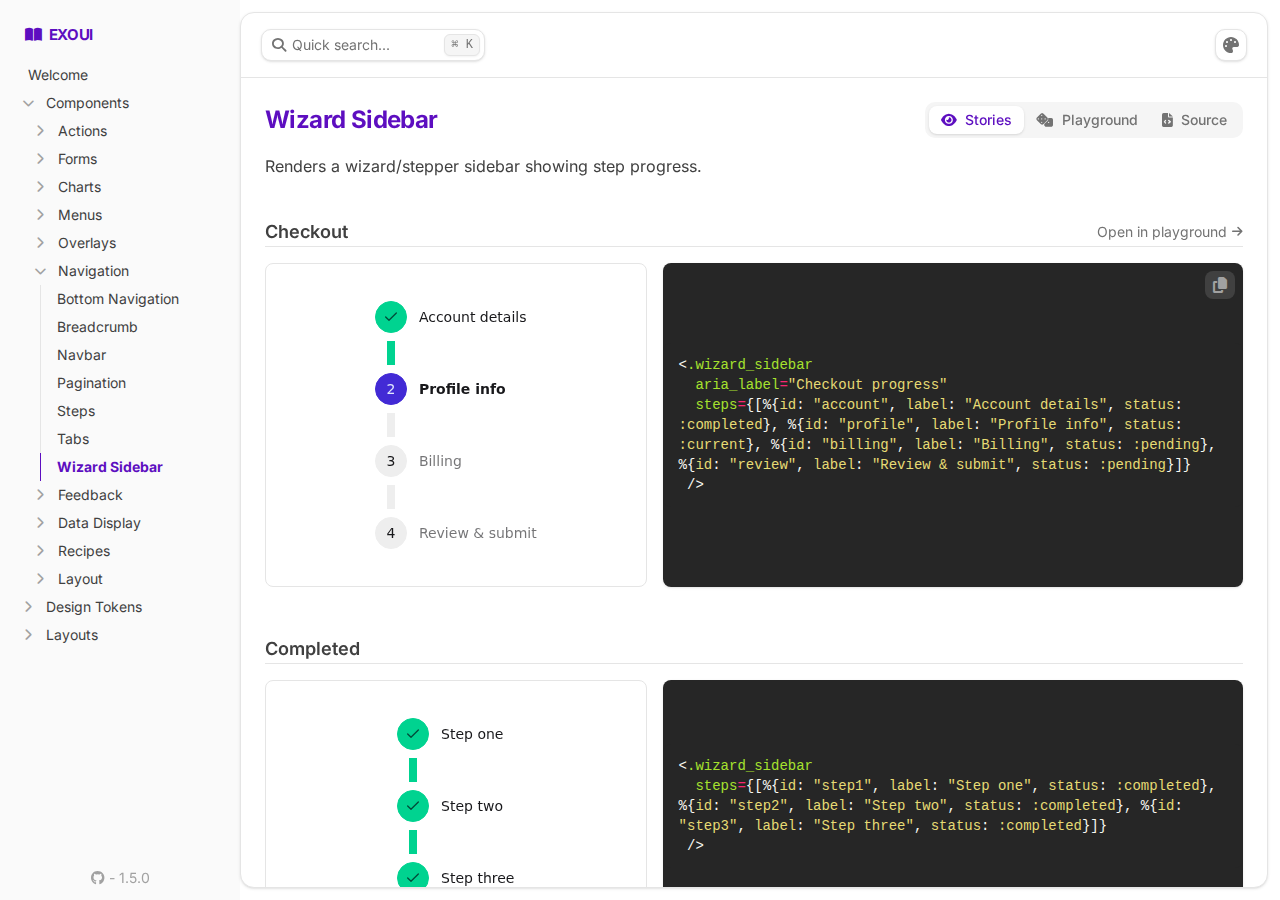 EXOUI
Welcome
Components
Actions
Forms
Charts
Menus
Overlays
Navigation
Bottom Navigation
Breadcrumb
Navbar
Pagination
Steps
Tabs
Wizard Sidebar
Feedback
Data Display
Recipes
Layout
Design Tokens
Layouts
- 1.5.0
Quick search... ⌘ K
Wizard Sidebar
Stories Playground Source
Renders a wizard/stepper sidebar showing step progress.
Checkout
Open in playground →
Account details
2 Profile info
3 Billing
4 Review & submit
<.wizard_sidebar
  aria_label="Checkout progress"
  steps={[%{id: "account", label: "Account details", status:
:completed}, %{id: "profile", label: "Profile info", status:
:current}, %{id: "billing", label: "Billing", status: :pending},
%{id: "review", label: "Review & submit", status: :pending}]}
 />
Completed
Step one
Step two
Step three
<.wizard_sidebar
  steps={[%{id: "step1", label: "Step one", status: :completed},
%{id: "step2", label: "Step two", status: :completed}, %{id:
"step3", label: "Step three", status: :completed}]}
 />